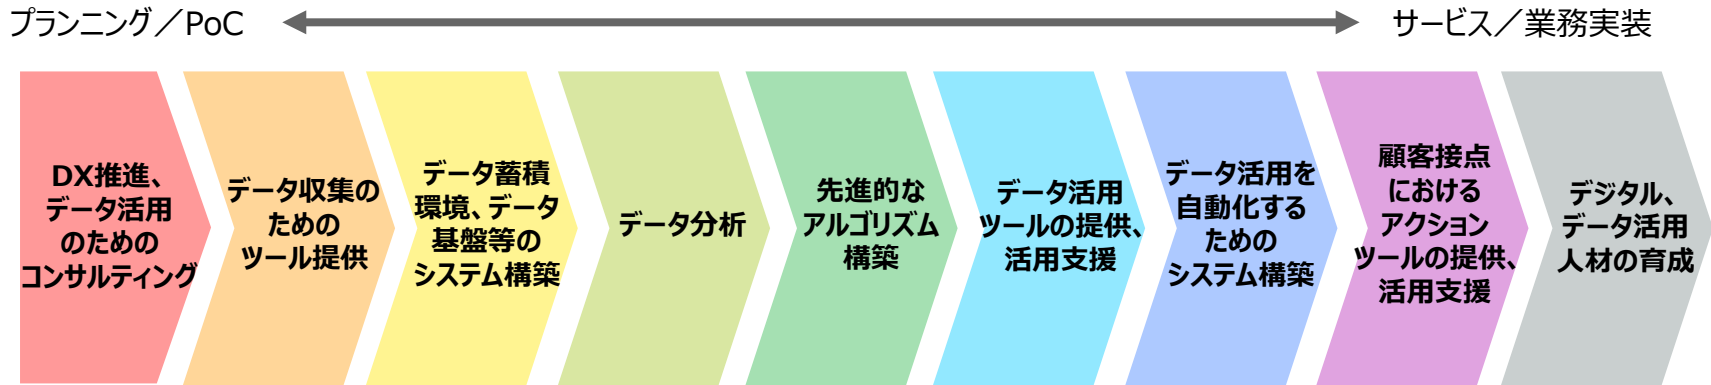 プランニング／PoC
サービス／業務実装
DX推進、
データ活用
のための
コンサルティング
データ収集の
ための
ツール提供
データ蓄積
環境、データ
基盤等の
システム構築
データ分析
先進的な
アルゴリズム
構築
データ活用
ツールの提供、
活用支援
データ活用を
自動化する
ための
システム構築
顧客接点
における
アクション
ツールの提供、
活用支援
デジタル、
データ活用
人材の育成